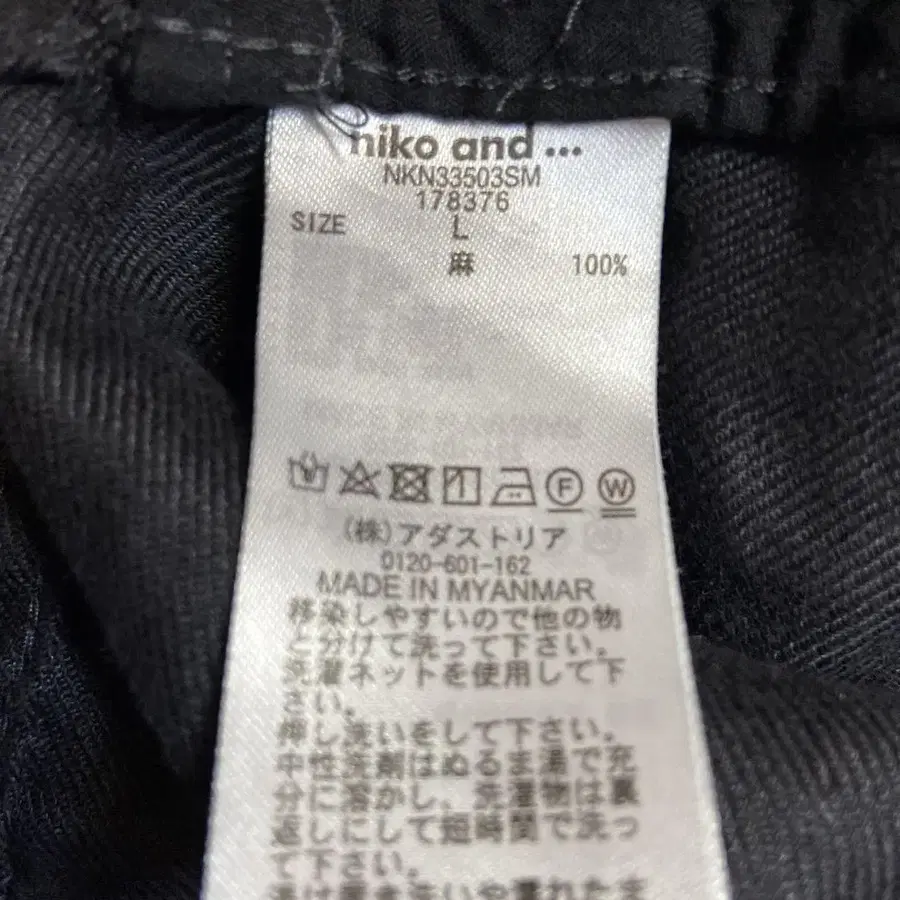 niko and ...
NKN33503SM
178376
SIZE L
麻 100%
F W
(株)アダストリア
0120-601-162
MADE IN MYANMAR
移染しやすいので他の物
と分けて洗って下さい。
洗濯ネットを使用して下
さい。
押し洗いをして下さい。
中性洗剤はぬるま湯で充
分に溶かし、洗濯物は裏
返しにして短時間で洗っ
て下さい。